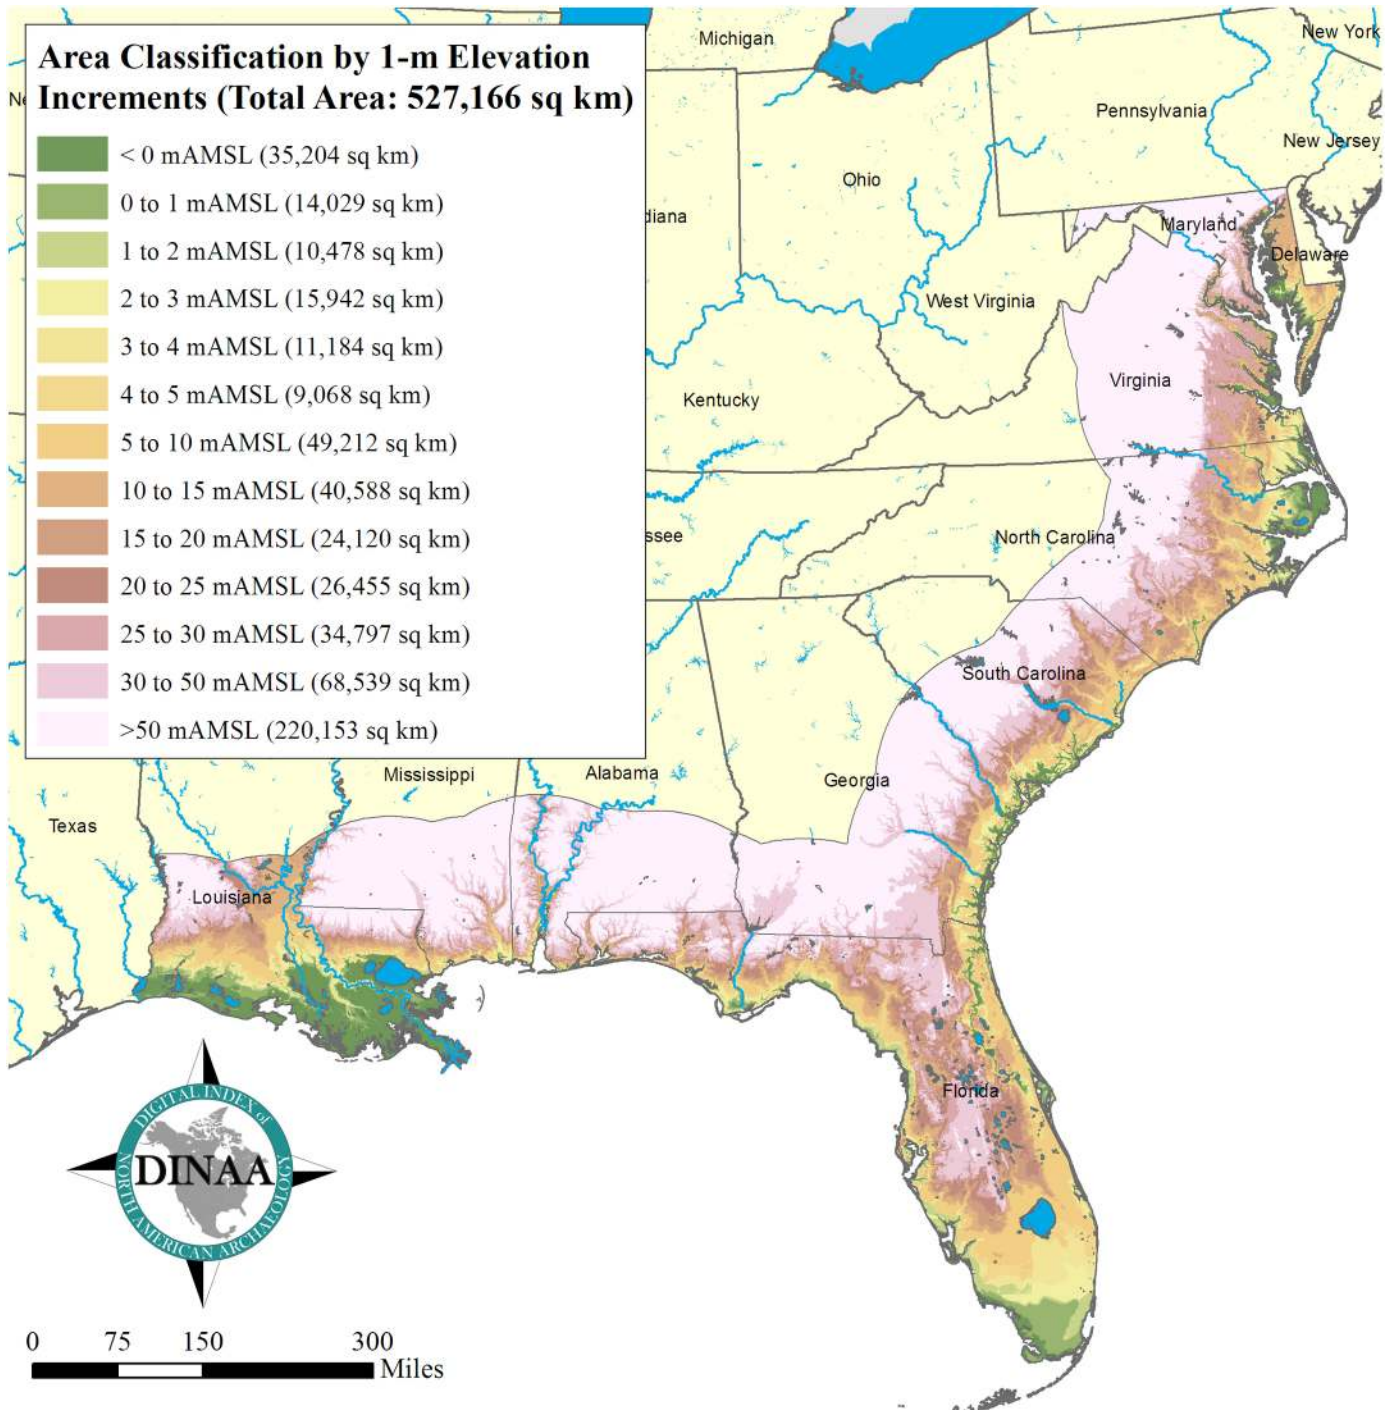 Area Classification by 1-m Elevation
Increments (Total Area: 527,166 sq km)
< 0 mAMSL (35,204 sq km)
0 to 1 mAMSL (14,029 sq km)
1 to 2 mAMSL (10,478 sq km)
2 to 3 mAMSL (15,942 sq km)
3 to 4 mAMSL (11,184 sq km)
4 to 5 mAMSL (9,068 sq km)
5 to 10 mAMSL (49,212 sq km)
10 to 15 mAMSL (40,588 sq km)
15 to 20 mAMSL (24,120 sq km)
20 to 25 mAMSL (26,455 sq km)
25 to 30 mAMSL (34,797 sq km)
30 to 50 mAMSL (68,539 sq km)
>50 mAMSL (220,153 sq km)
Ne
Michigan
New York
Pennsylvania
New Jersey
Ohio
diana
Maryland
Delaware
West Virginia
Virginia
Kentucky
ssee
North Carolina
South Carolina
Mississippi
Alabama
Georgia
Texas
Louisiana
Florida
DIGITAL INDEX of
DINAA
NORTH AMERICAN ARCHAEOLOGY
0 75 150 300
Miles